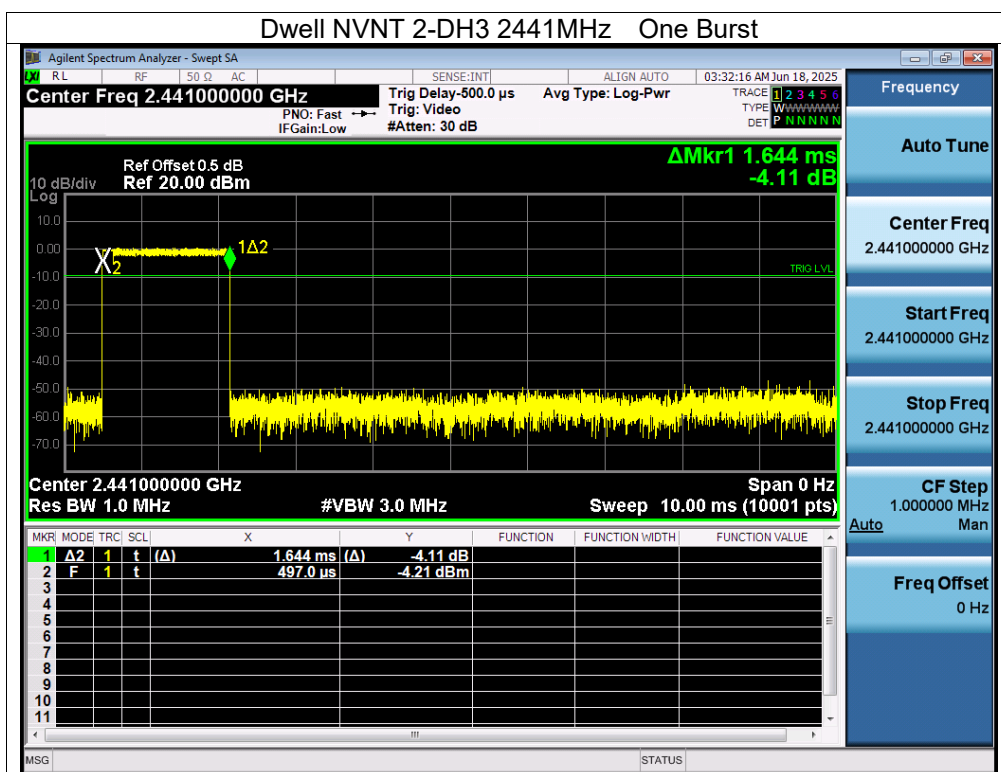 Dwell NVNT 2-DH3 2441MHz One Burst
Agilent Spectrum Analyzer - Swept SA
LXI RL RF 50 Ω AC SENSE:INT ALIGN AUTO 03:32:16 AM Jun 18, 2025
Center Freq 2.441000000 GHz Trig Delay-500.0 µs Avg Type: Log-Pwr TRACE 1 2 3 4 5 6
PNO: Fast Trig: Video TYPE WWWWWW
IFGain:Low #Atten: 30 dB DET P NNNNN
Frequency
Auto Tune
Center Freq
2.441000000 GHz
Start Freq
2.441000000 GHz
Stop Freq
2.441000000 GHz
CF Step
1.000000 MHz
Auto Man
Freq Offset
0 Hz
ΔMkr1 1.644 ms
-4.11 dB
Ref Offset 0.5 dB
10 dB/div Ref 20.00 dBm
Log
10.0
0.00
-10.0
-20.0
-30.0
-40.0
-50.0
-60.0
-70.0
X2
1Δ2
TRIG LVL
Center 2.441000000 GHz Span 0 Hz
Res BW 1.0 MHz #VBW 3.0 MHz Sweep 10.00 ms (10001 pts)
MKR MODE TRC SCL X Y FUNCTION FUNCTION WIDTH FUNCTION VALUE
1 Δ2 1 t (Δ) 1.644 ms (Δ) -4.11 dB
2 F 1 t 497.0 µs -4.21 dBm
3
4
5
6
7
8
9
10
11
MSG STATUS